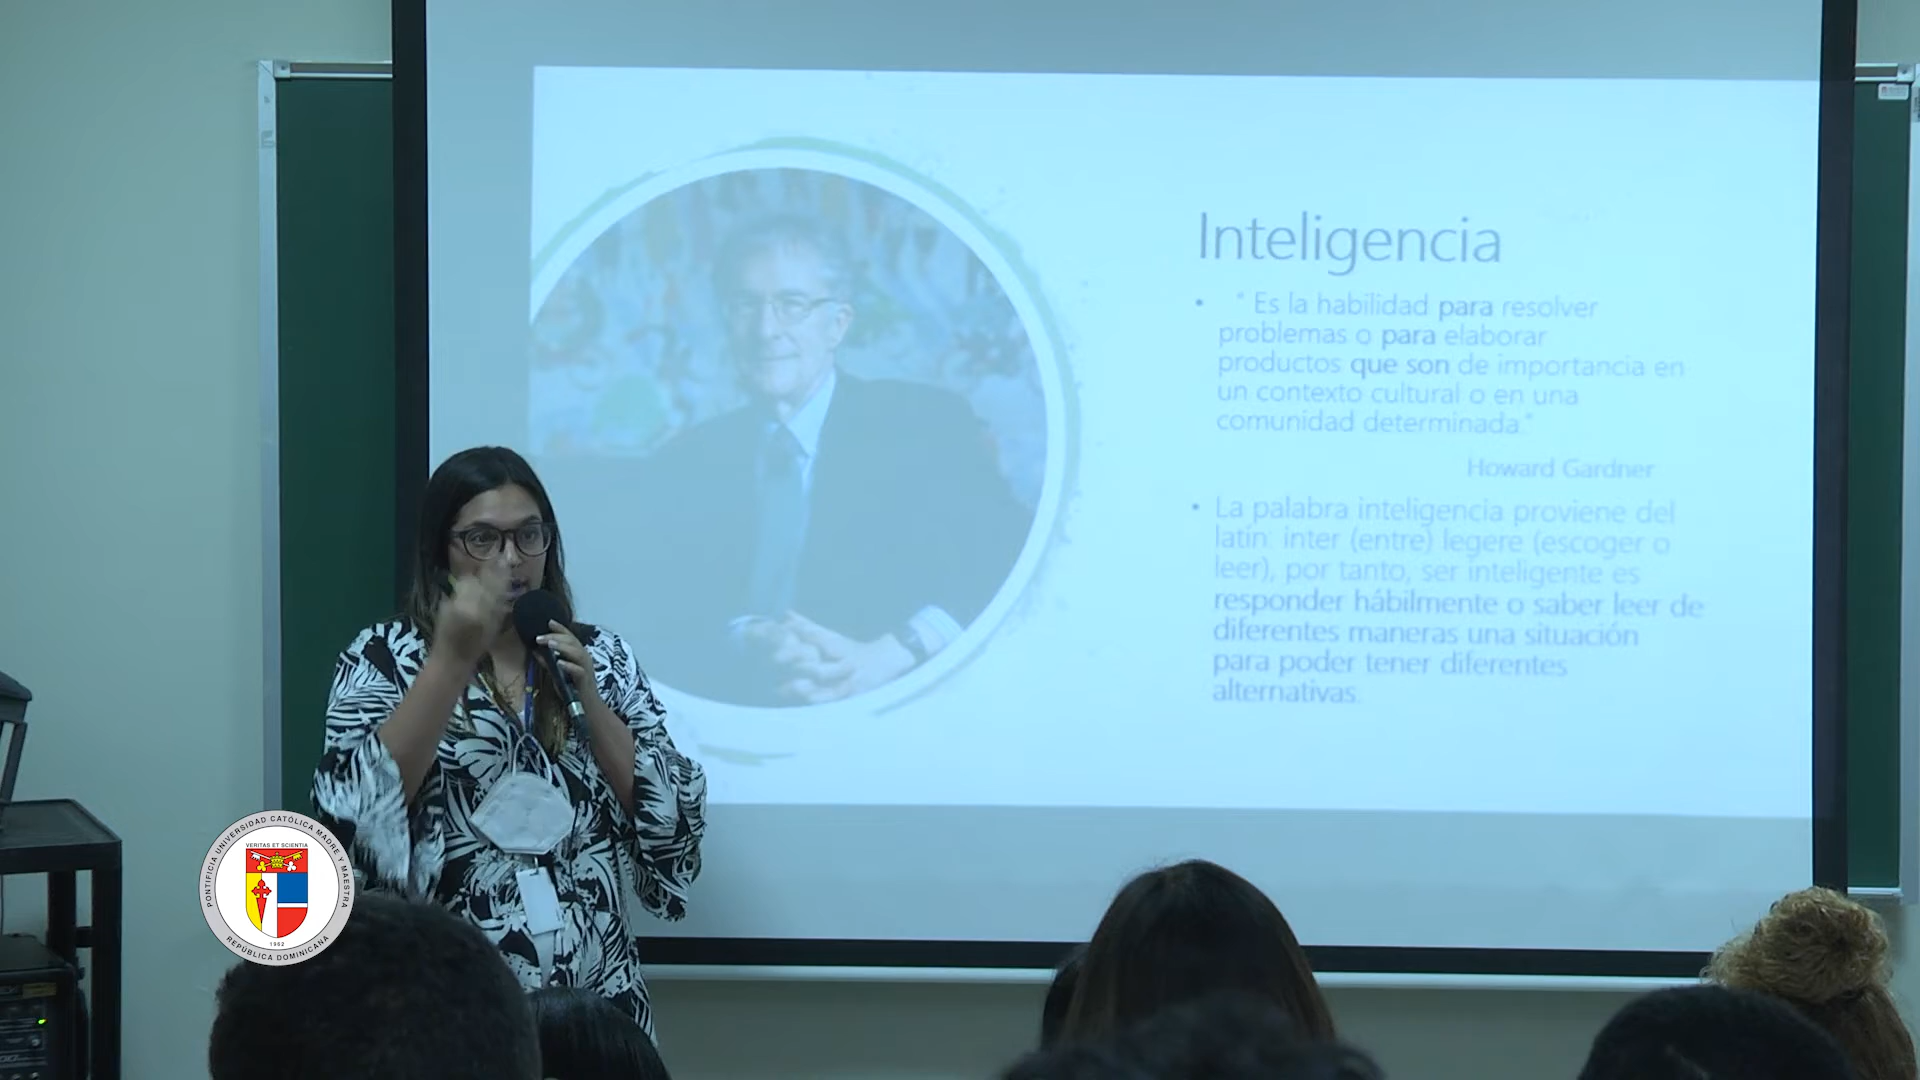 Inteligencia
• " Es la habilidad para resolver
problemas o para elaborar
productos que son de importancia en
un contexto cultural o en una
comunidad determinada."
Howard Gardner
• La palabra inteligencia proviene del
latín: inter (entre) legere (escoger o
leer), por tanto, ser inteligente es
responder hábilmente o saber leer de
diferentes maneras una situación
para poder tener diferentes
alternativas.
PONTIFICIA UNIVERSIDAD CATÓLICA MADRE Y MAESTRA
VERITAS ET SCIENTIA
1962
REPÚBLICA DOMINICANA